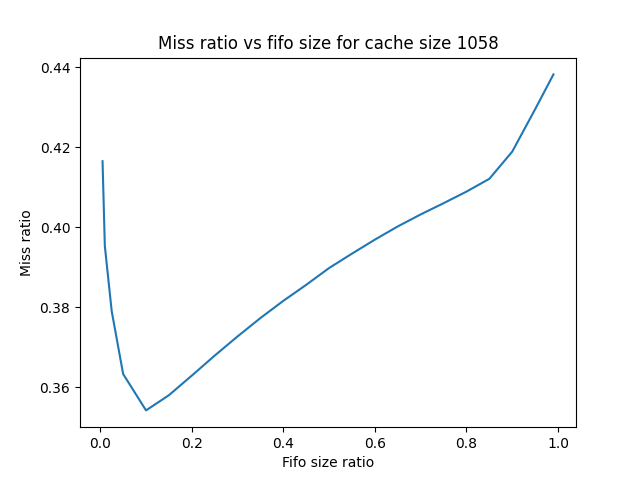 Miss ratio vs fifo size for cache size 1058
0.44
0.42
0.40
0.38
0.36
Miss ratio
0.0 0.2 0.4 0.6 0.8 1.0
Fifo size ratio